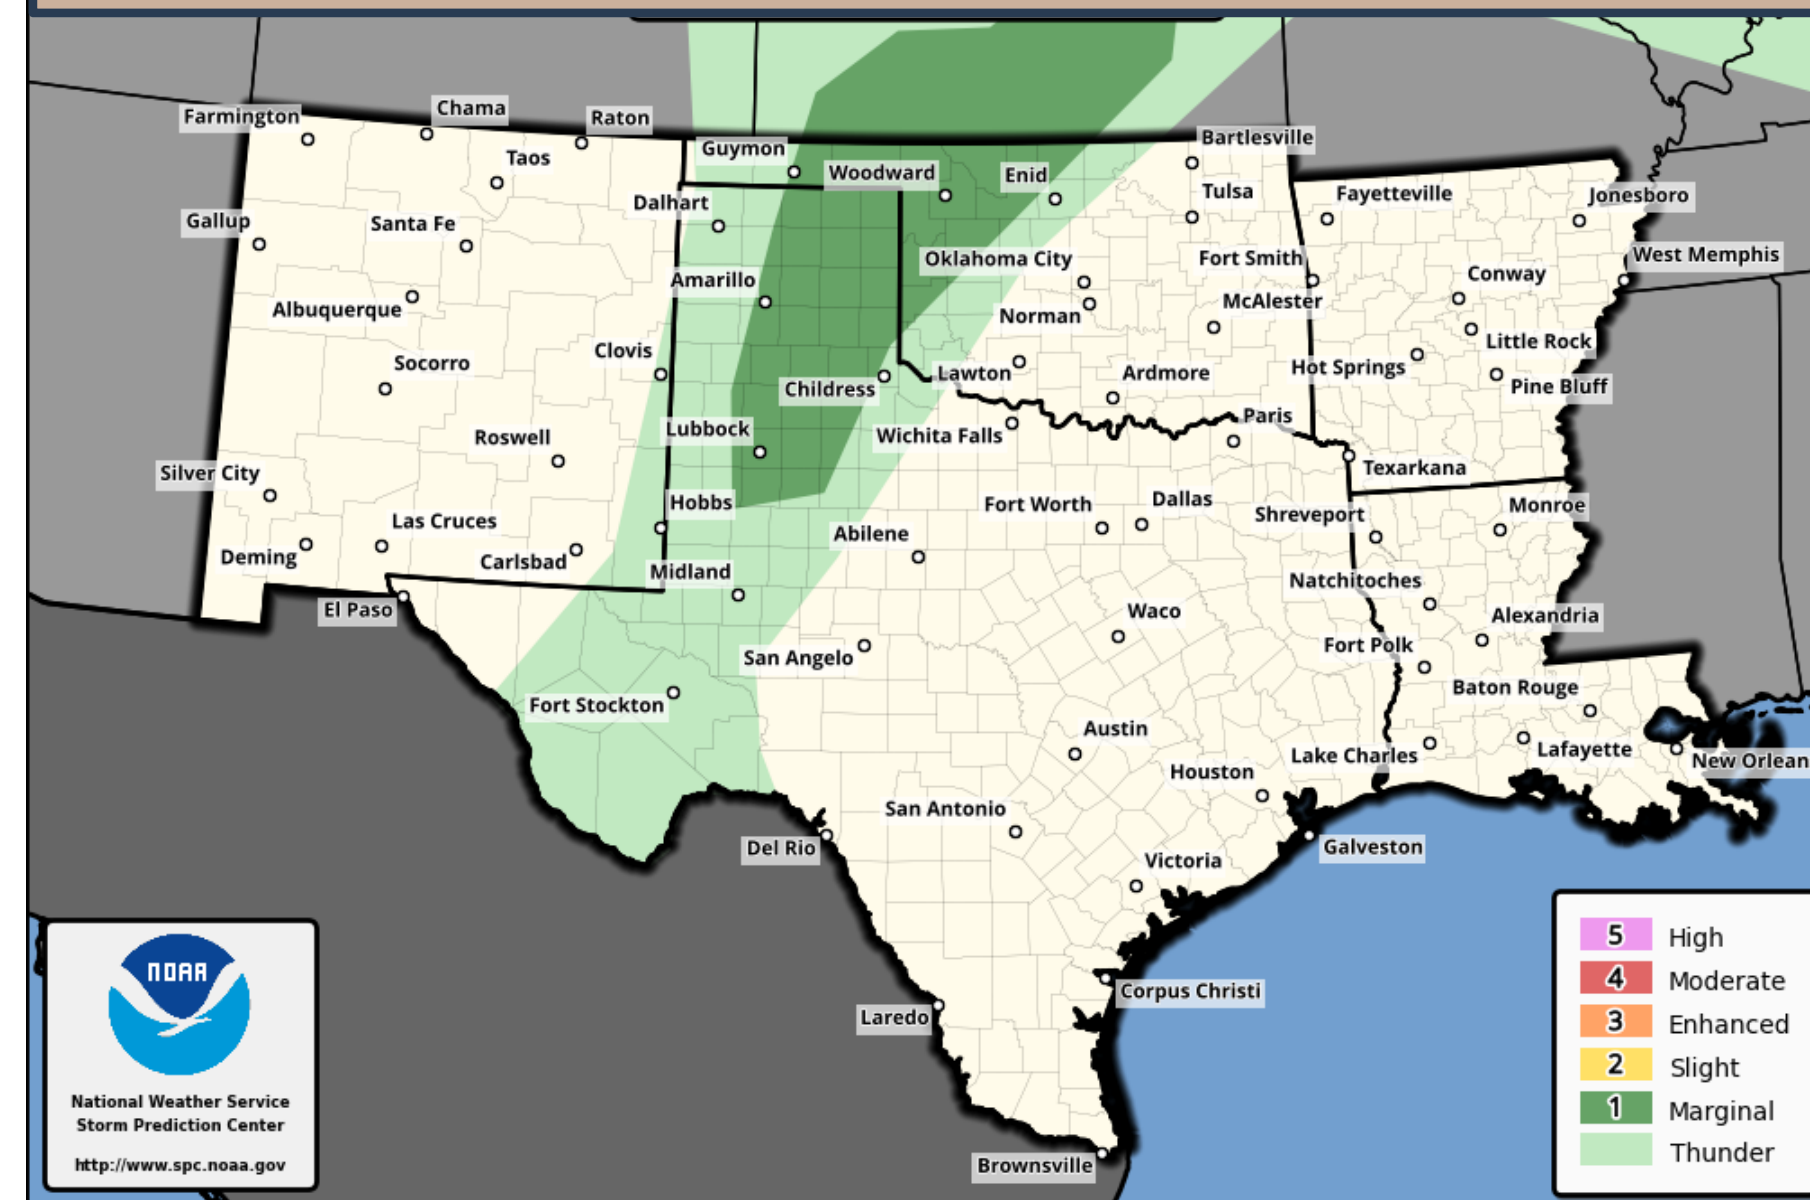 Farmington
Chama
Raton
Taos
Guymon
Woodward
Enid
Bartlesville
Tulsa
Dalhart
Gallup
Santa Fe
Fayetteville
Jonesboro
Oklahoma City
Fort Smith
West Memphis
Amarillo
Conway
Albuquerque
Norman
McAlester
Little Rock
Clovis
Socorro
Childress
Lawton
Ardmore
Hot Springs
Pine Bluff
Lubbock
Roswell
Wichita Falls
Paris
Silver City
Texarkana
Hobbs
Fort Worth
Dallas
Shreveport
Monroe
Las Cruces
Abilene
Deming
Carlsbad
Midland
Natchitoches
El Paso
Waco
Alexandria
San Angelo
Fort Polk
Fort Stockton
Baton Rouge
Austin
Lake Charles
Lafayette
New Orlean
Houston
San Antonio
Del Rio
Galveston
Victoria
Corpus Christi
Laredo
Brownsville
NOAA
National Weather Service
Storm Prediction Center
http://www.spc.noaa.gov
5 High
4 Moderate
3 Enhanced
2 Slight
1 Marginal
Thunder